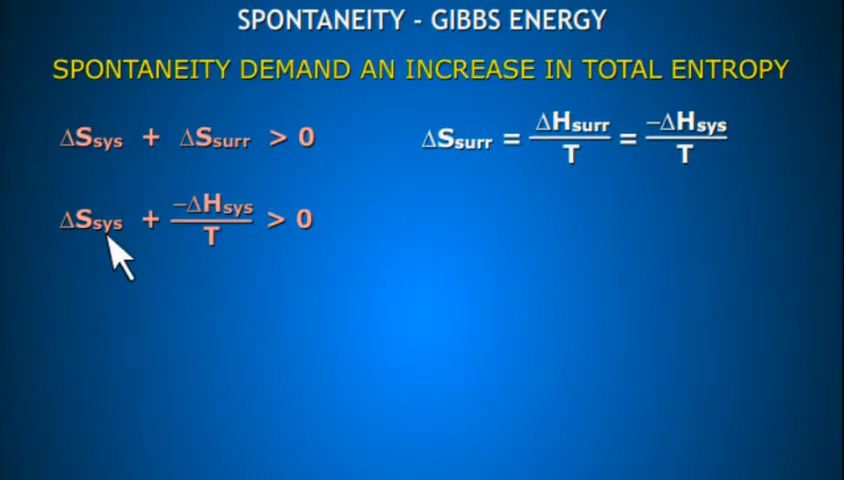 SPONTANEITY - GIBBS ENERGY
SPONTANEITY DEMAND AN INCREASE IN TOTAL ENTROPY
ΔSsys + ΔSsurr > 0
ΔSsurr = ΔHsurr/T = −ΔHsys/T
ΔSsys + −ΔHsys/T > 0